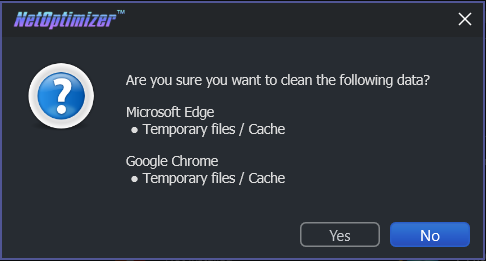 NetOptimizer™
Are you sure you want to clean the following data?
Microsoft Edge
● Temporary files / Cache
Google Chrome
● Temporary files / Cache
Yes No